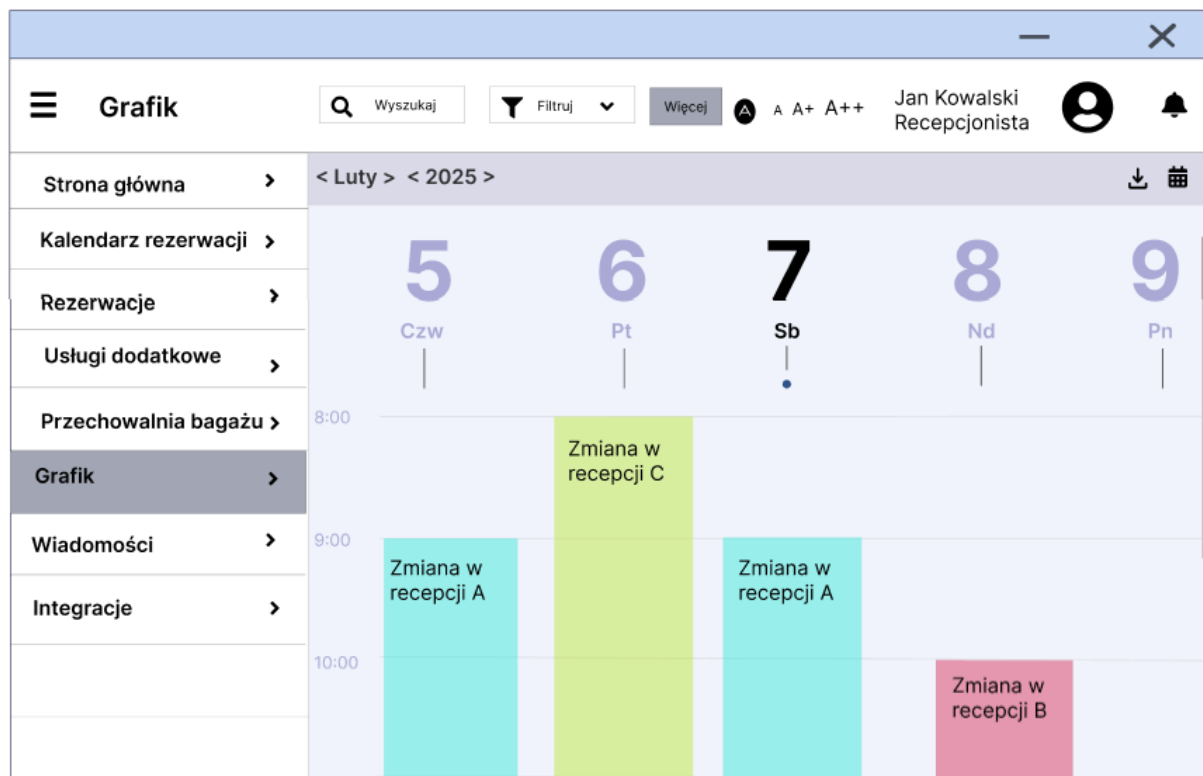 Grafik
Wyszukaj
Filtruj
Więcej
A
A A+ A++
Jan Kowalski
Recepcjonista
Strona główna
Kalendarz rezerwacji
Rezerwacje
Usługi dodatkowe
Przechowalnia bagażu
Grafik
Wiadomości
Integracje
< Luty > < 2025 >
5 6 7 8 9
Czw Pt Sb Nd Pn
8:00
Zmiana w
recepcji C
9:00
Zmiana w
recepcji A
Zmiana w
recepcji A
10:00
Zmiana w
recepcji B